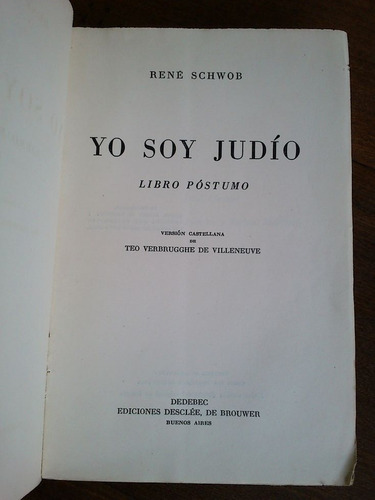 RENÉ SCHWOB
YO SOY JUDÍO
LIBRO PÓSTUMO
VERSIÓN CASTELLANA
DE
TEO VERBRUGGHE DE VILLENEUVE
DEDEBEC
EDICIONES DESCLÉE, DE BROUWER
BUENOS AIRES